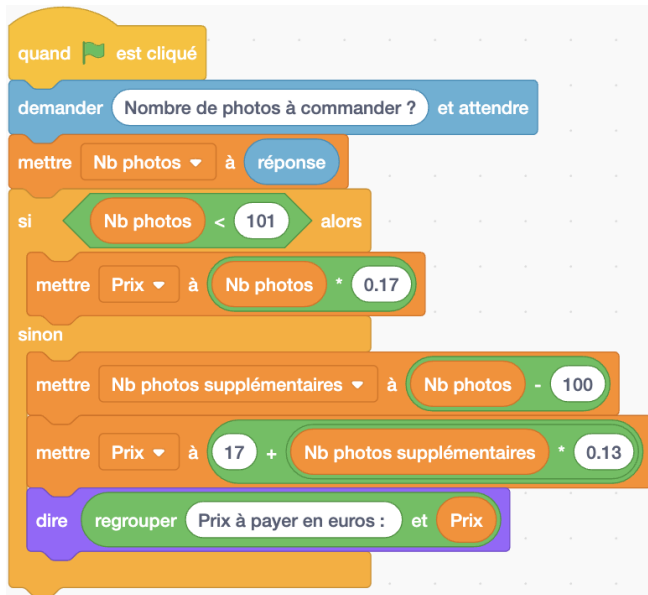 quand est cliqué
demander Nombre de photos à commander ? et attendre
mettre Nb photos à réponse
si Nb photos < 101 alors
mettre Prix à Nb photos * 0.17
sinon
mettre Nb photos supplémentaires à Nb photos - 100
mettre Prix à 17 + Nb photos supplémentaires * 0.13
dire regrouper Prix à payer en euros : et Prix